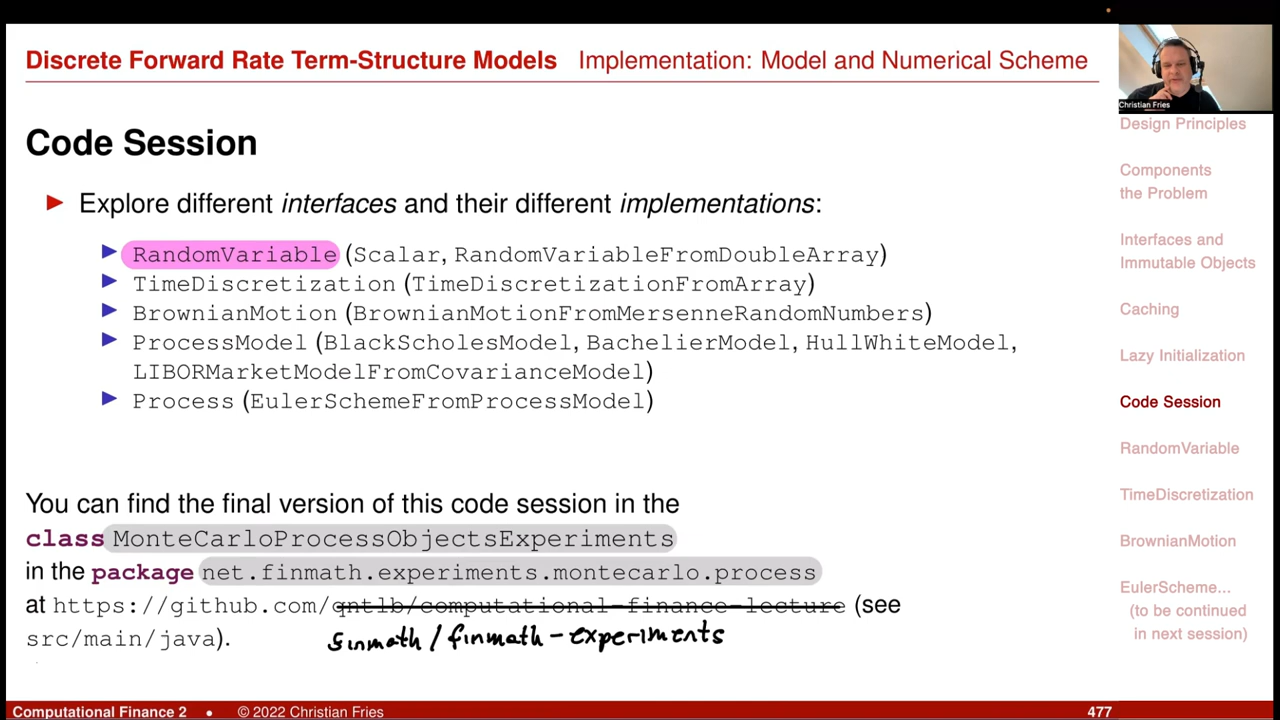 Discrete Forward Rate Term-Structure Models Implementation: Model and Numerical Scheme
Christian Fries
Code Session
Explore different interfaces and their different implementations:
RandomVariable (Scalar, RandomVariableFromDoubleArray)
TimeDiscretization (TimeDiscretizationFromArray)
BrownianMotion (BrownianMotionFromMersenneRandomNumbers)
ProcessModel (BlackScholesModel, BachelierModel, HullWhiteModel,
LIBORMarketModelFromCovarianceModel)
Process (EulerSchemeFromProcessModel)
You can find the final version of this code session in the
class MonteCarloProcessObjectsExperiments
in the package net.finmath.experiments.montecarlo.process
at https://github.com/qntlb/computational-finance-lecture (see
finmath/finmath-experiments
src/main/java).
Design Principles
Components
the Problem
Interfaces and
Immutable Objects
Caching
Lazy Initialization
Code Session
RandomVariable
TimeDiscretization
BrownianMotion
EulerScheme...
(to be continued
in next session)
Computational Finance 2 • © 2022 Christian Fries 477